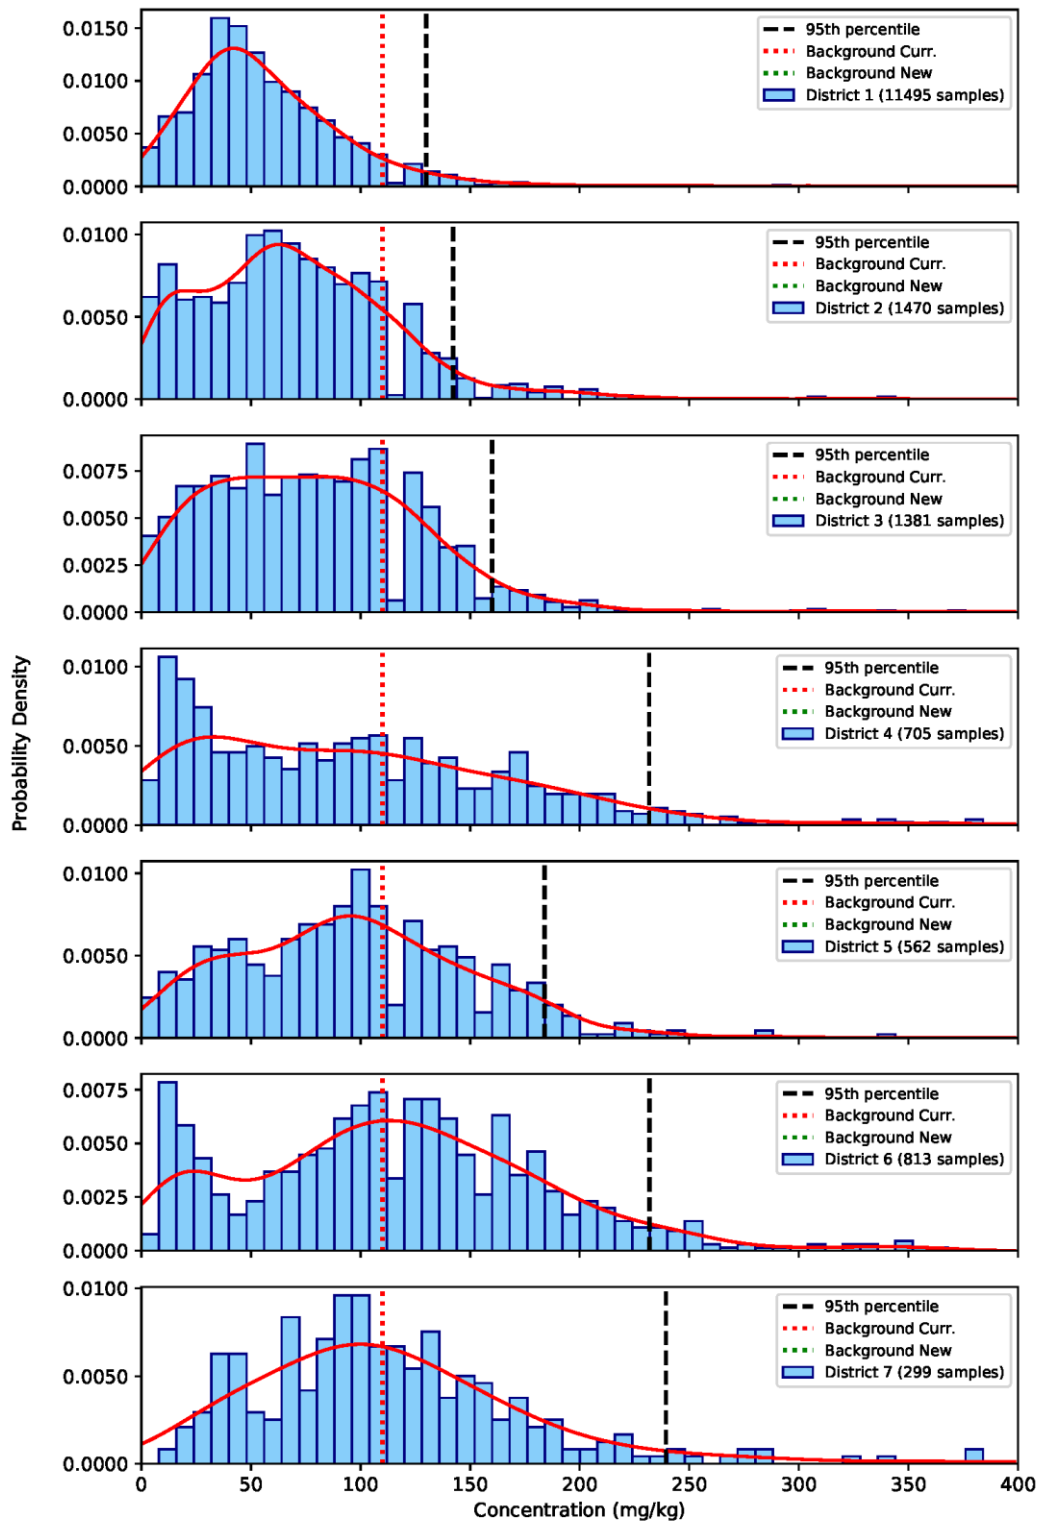 0.0150
0.0100
0.0050
0.0000
95th percentile
Background Curr.
Background New
District 1 (11495 samples)
0.0100
0.0050
0.0000
95th percentile
Background Curr.
Background New
District 2 (1470 samples)
0.0075
0.0050
0.0025
0.0000
95th percentile
Background Curr.
Background New
District 3 (1381 samples)
Probability Density
0.0100
0.0050
0.0000
95th percentile
Background Curr.
Background New
District 4 (705 samples)
0.0100
0.0050
0.0000
95th percentile
Background Curr.
Background New
District 5 (562 samples)
0.0075
0.0050
0.0025
0.0000
95th percentile
Background Curr.
Background New
District 6 (813 samples)
0.0100
0.0050
0.0000
95th percentile
Background Curr.
Background New
District 7 (299 samples)
0 50 100 150 200 250 300 350 400
Concentration (mg/kg)